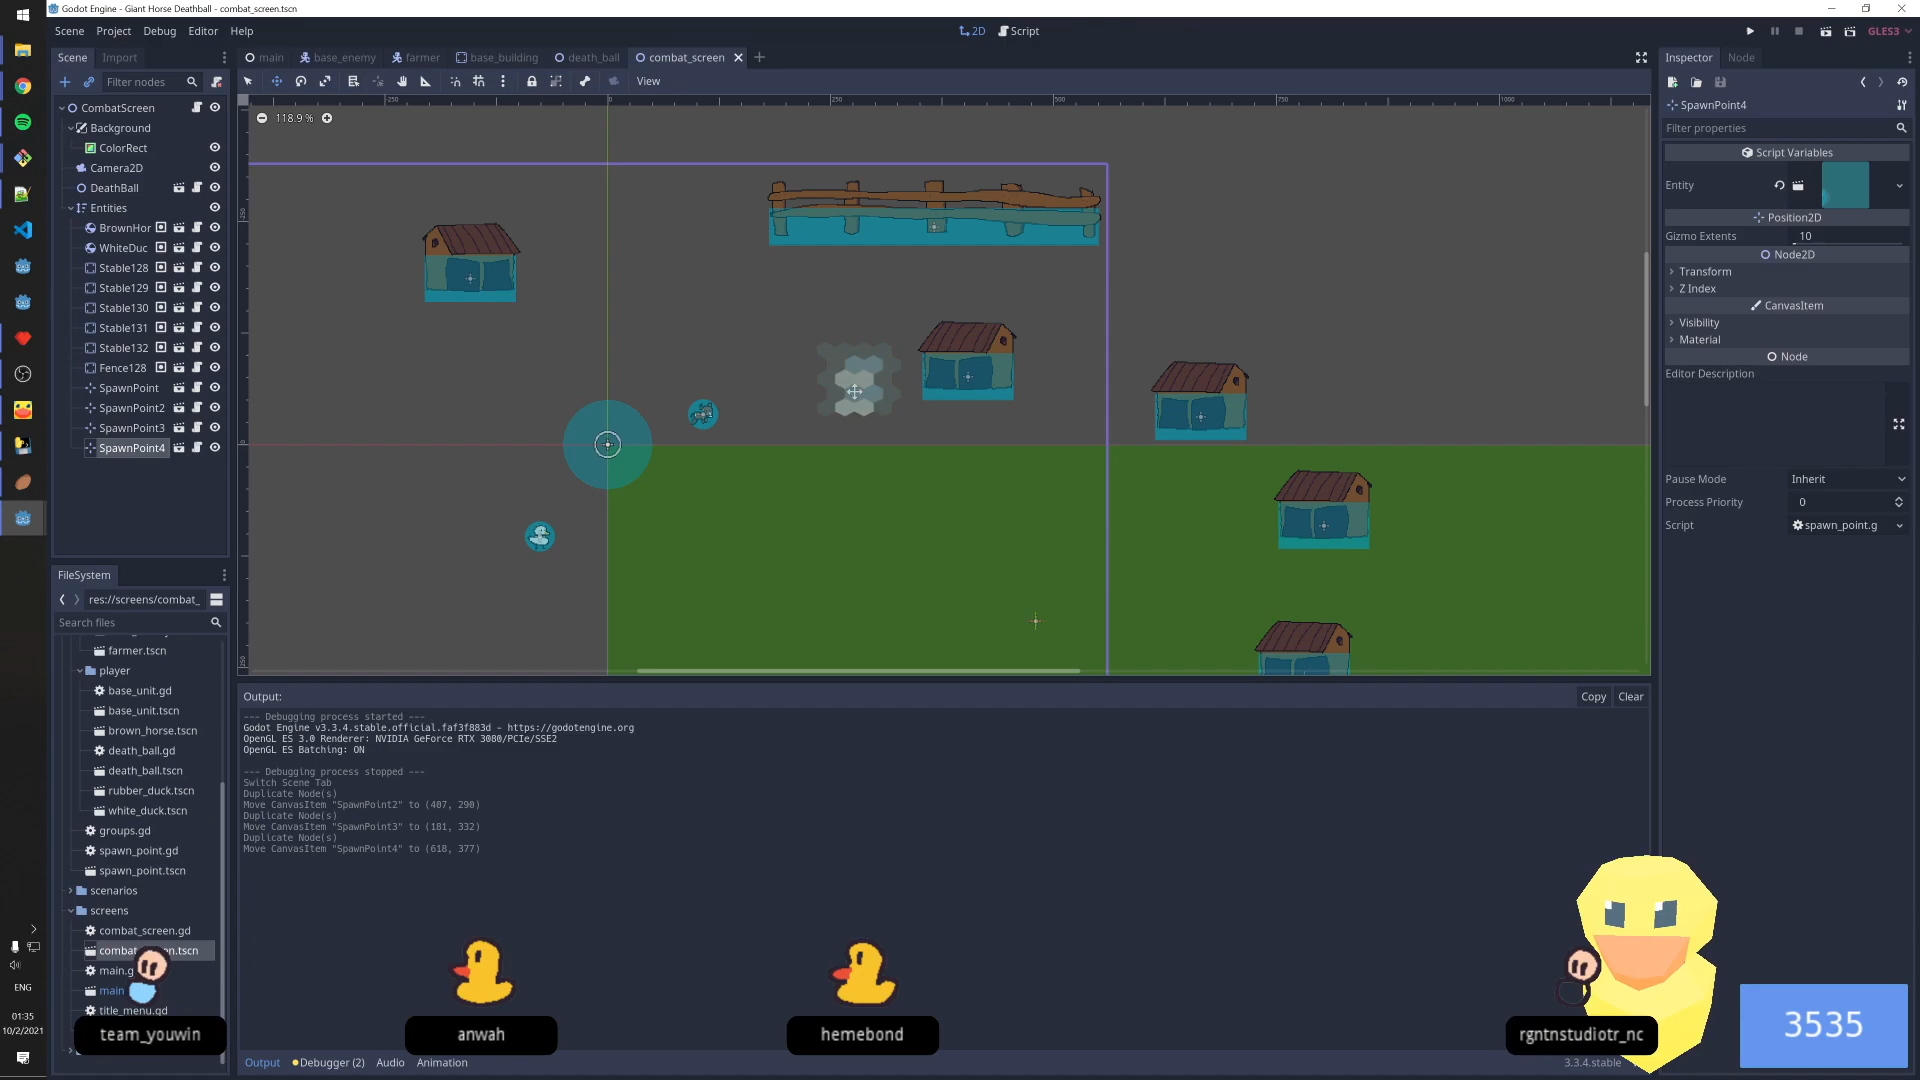 Godot Engine - Giant Horse Deathball - combat_screen.tscn
Scene Project Debug Editor Help
2D Script
GLES3
Scene Import
main base_enemy farmer base_building death_ball combat_screen
Inspector Node
Filter nodes
View
SpawnPoint4
Filter properties
118.9 %
CombatScreen
Background
ColorRect
Camera2D
DeathBall
Entities
BrownHor
WhiteDuc
Stable128
Stable129
Stable130
Stable131
Stable132
Fence128
SpawnPoint
SpawnPoint2
SpawnPoint3
SpawnPoint4
-250 0 250 500 750 1000
Script Variables
Entity
Position2D
Gizmo Extents 10
Node2D
Transform
Z Index
CanvasItem
Visibility
Material
Node
Editor Description
Pause Mode Inherit
Process Priority 0
Script spawn_point.g
FileSystem
res://screens/combat_
Search files
farmer.tscn
player
base_unit.gd
base_unit.tscn
brown_horse.tscn
death_ball.gd
death_ball.tscn
rubber_duck.tscn
white_duck.tscn
groups.gd
spawn_point.gd
spawn_point.tscn
scenarios
screens
combat_screen.gd
main.g
main
title_menu.gd
Output:
Copy Clear
--- Debugging process started ---
Godot Engine v3.3.4.stable.official.faf3f883d - https://godotengine.org
OpenGL ES 3.0 Renderer: NVIDIA GeForce RTX 3080/PCIe/SSE2
OpenGL ES Batching: ON
--- Debugging process stopped ---
Switch Scene Tab
Duplicate Node(s)
Move CanvasItem "SpawnPoint2" to (407, 290)
Duplicate Node(s)
Move CanvasItem "SpawnPoint3" to (181, 332)
Duplicate Node(s)
Move CanvasItem "SpawnPoint4" to (618, 377)
Output Debugger (2) Audio Animation
3.3.4.stable
ENG
01:35
10/2/2021
team_youwin
anwah
hemebond
rgntnstudiotr_nc
3535